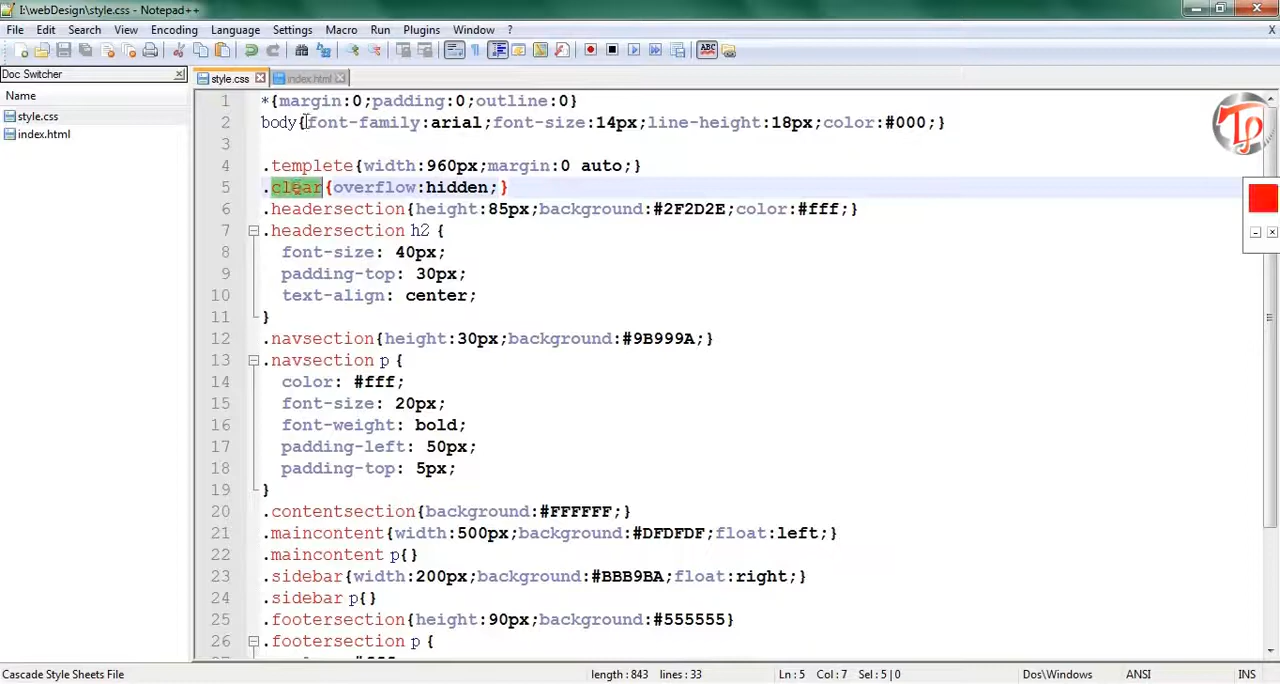 I:\webDesign\style.css - Notepad++
File Edit Search View Encoding Language Settings Macro Run Plugins Window ? X
Doc Switcher
style.css index.html
Name
style.css
index.html
1 *{margin:0;padding:0;outline:0}
2 body{font-family:arial;font-size:14px;line-height:18px;color:#000;}
3
4 .templete{width:960px;margin:0 auto;}
5 .clear{overflow:hidden;}
6 .headersection{height:85px;background:#2F2D2E;color:#fff;}
7 .headersection h2 {
8 font-size: 40px;
9 padding-top: 30px;
10 text-align: center;
11 }
12 .navsection{height:30px;background:#9B999A;}
13 .navsection p {
14 color: #fff;
15 font-size: 20px;
16 font-weight: bold;
17 padding-left: 50px;
18 padding-top: 5px;
19 }
20 .contentsection{background:#FFFFFF;}
21 .maincontent{width:500px;background:#DFDFDF;float:left;}
22 .maincontent p{}
23 .sidebar{width:200px;background:#BBB9BA;float:right;}
24 .sidebar p{}
25 .footersection{height:90px;background:#555555}
26 .footersection p {
Cascade Style Sheets File length : 843 lines : 33 Ln : 5 Col : 7 Sel : 5 | 0 Dos\Windows ANSI INS